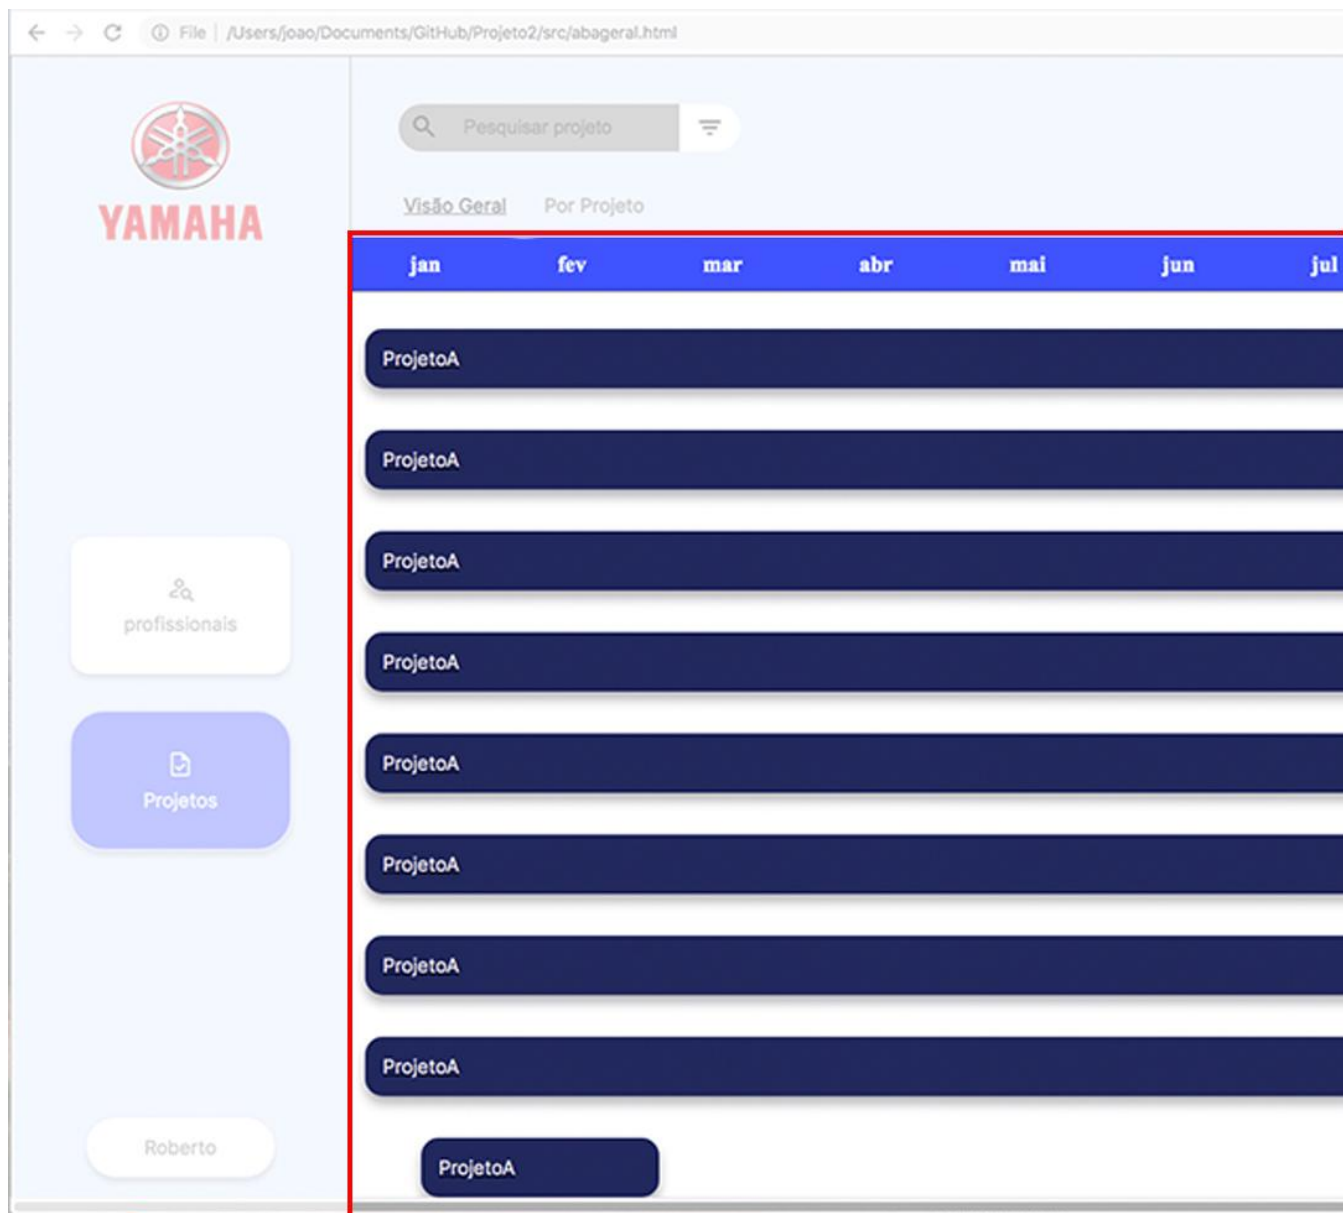 File | /Users/joao/Documents/GitHub/Projeto2/src/abageral.html
YAMAHA
Pesquisar projeto
Visão Geral Por Projeto
jan fev mar abr mai jun jul
ProjetoA
ProjetoA
ProjetoA
ProjetoA
ProjetoA
ProjetoA
ProjetoA
ProjetoA
ProjetoA
profissionais
Projetos
Roberto